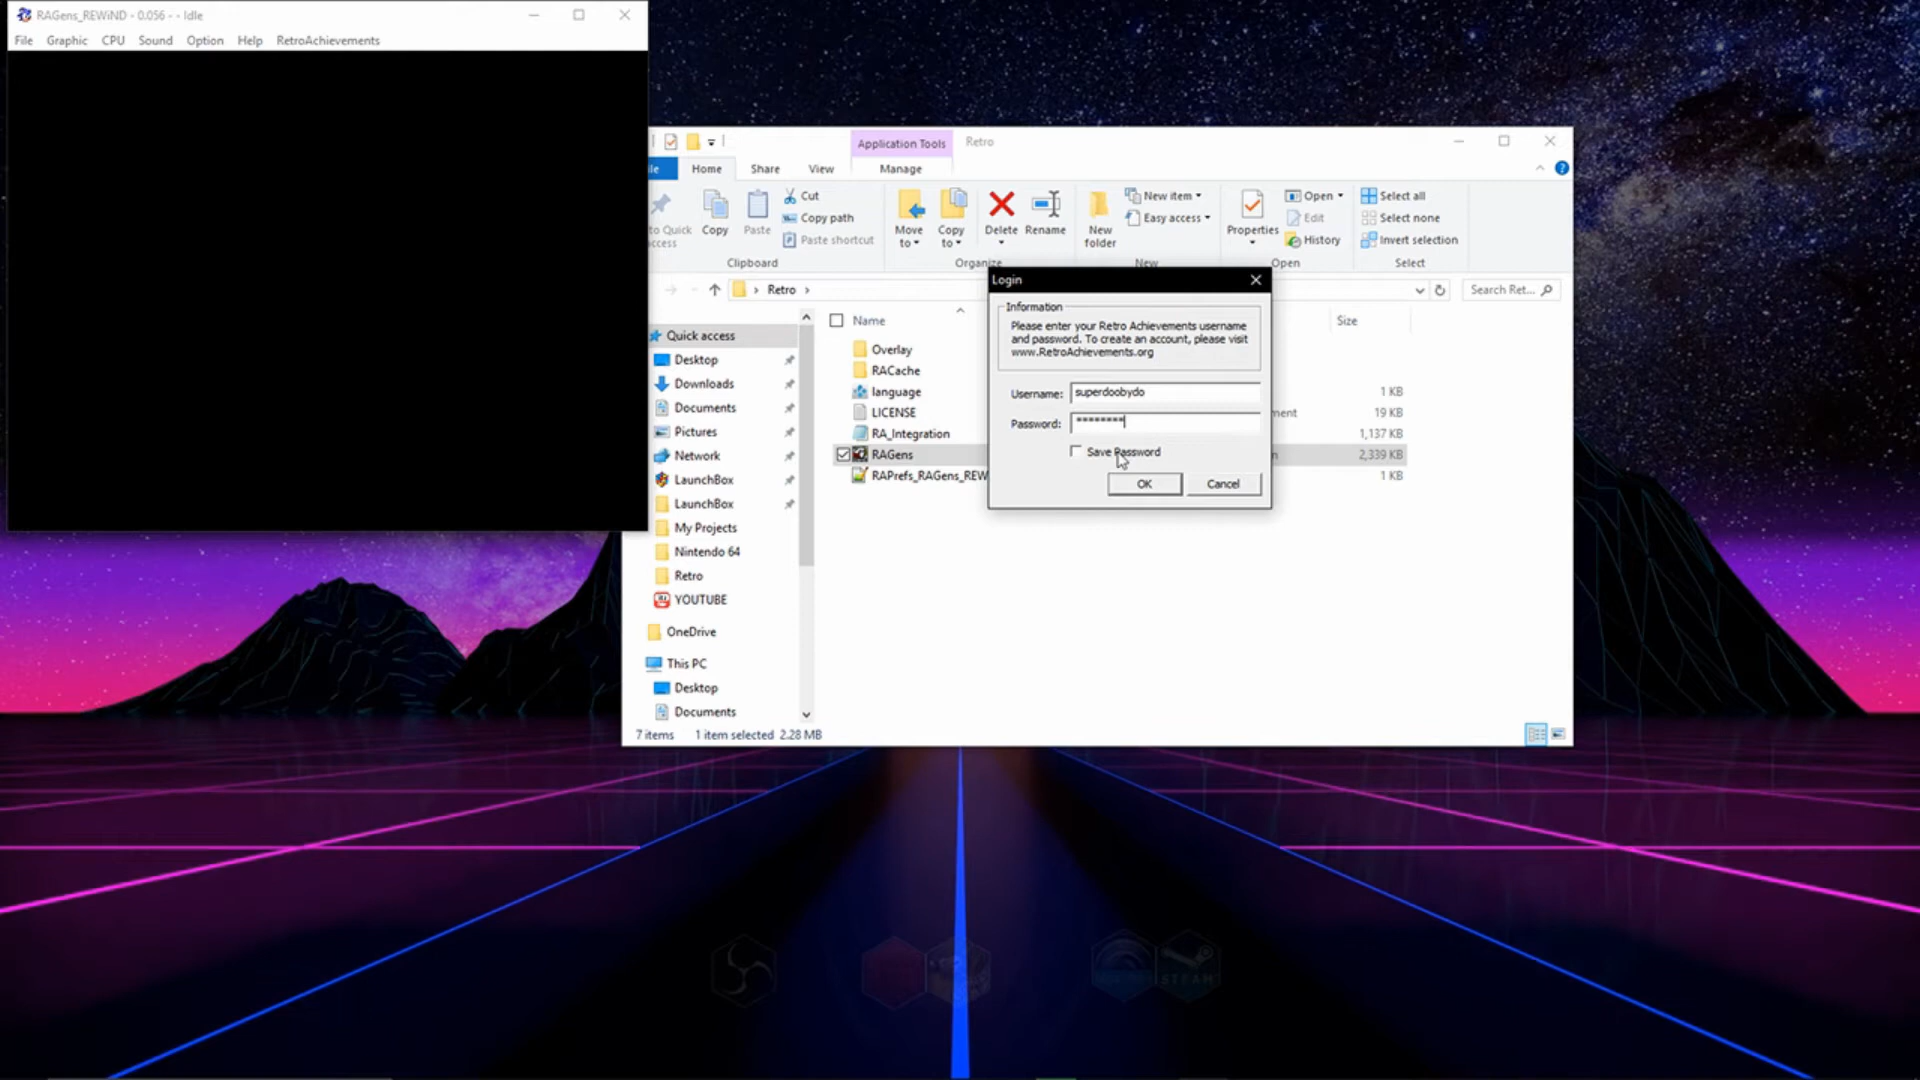 RAGens_REWiND - 0.056 - - Idle
File Graphic CPU Sound Option Help RetroAchievements
Application Tools Retro
Home Share View Manage
Copy
Paste
Cut
Copy path
Paste shortcut
Clipboard
Move to
Copy to
Delete
Rename
Organize
New folder
New item
Easy access
New
Properties
Open
Edit
History
Open
Select all
Select none
Invert selection
Select
Retro
Search Ret...
Name Size
Quick access
Desktop
Downloads
Documents
Pictures
Network
LaunchBox
LaunchBox
My Projects
Nintendo 64
Retro
YOUTUBE
OneDrive
This PC
Desktop
Documents
Overlay
RACache
language 1 KB
LICENSE ment 19 KB
RA_Integration 1,137 KB
RAGens n 2,339 KB
RAPrefs_RAGens_REW 1 KB
7 items 1 item selected 2.28 MB
Login
Information
Please enter your Retro Achievements username
and password. To create an account, please visit
www.RetroAchievements.org
Username: superdoobydo
Password: ********
Save Password
OK Cancel
STEAM